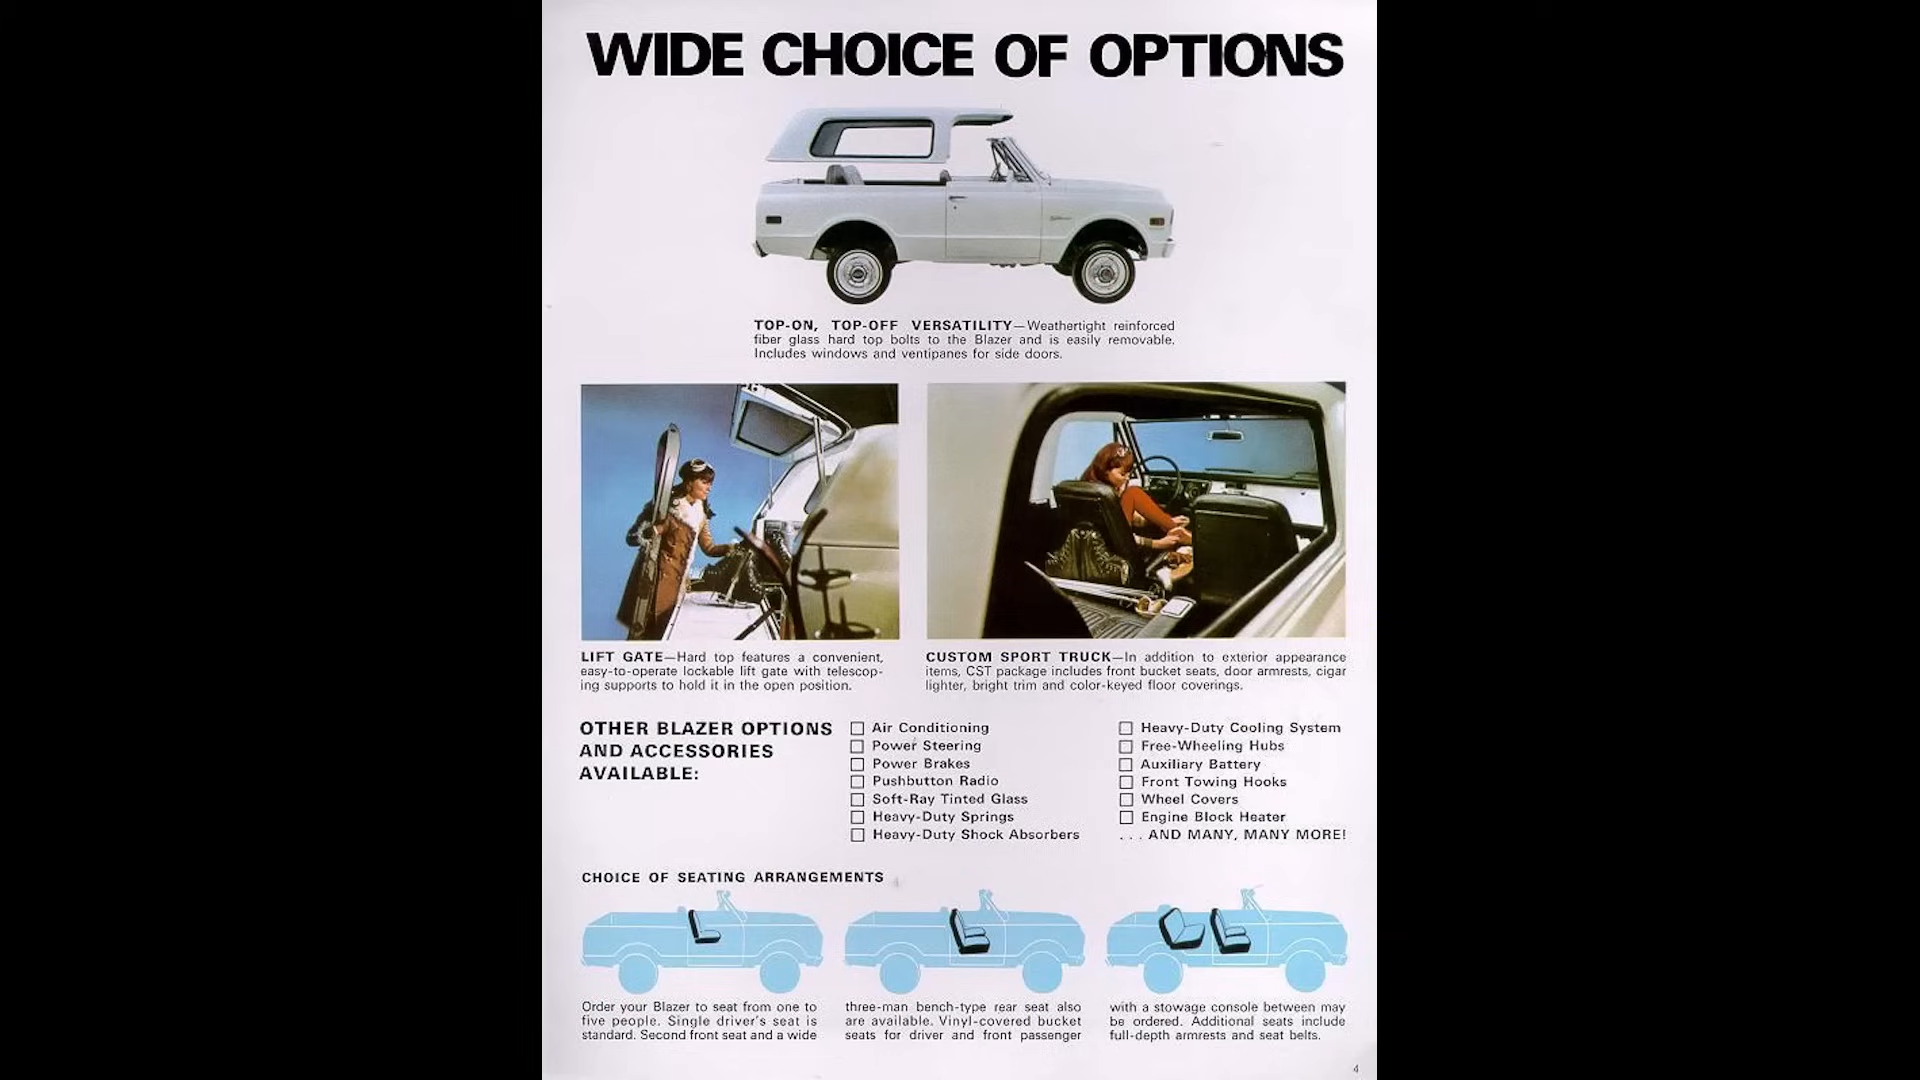 WIDE CHOICE OF OPTIONS
TOP-ON, TOP-OFF VERSATILITY—Weathertight reinforced
fiber glass hard top bolts to the Blazer and is easily removable.
Includes windows and ventipanes for side doors.
LIFT GATE—Hard top features a convenient,
easy-to-operate lockable lift gate with telescop-
ing supports to hold it in the open position.
CUSTOM SPORT TRUCK—In addition to exterior appearance
items, CST package includes front bucket seats, door armrests, cigar
lighter, bright trim and color-keyed floor coverings.
OTHER BLAZER OPTIONS
AND ACCESSORIES
AVAILABLE:
Air Conditioning
Power Steering
Power Brakes
Pushbutton Radio
Soft-Ray Tinted Glass
Heavy-Duty Springs
Heavy-Duty Shock Absorbers
Heavy-Duty Cooling System
Free-Wheeling Hubs
Auxiliary Battery
Front Towing Hooks
Wheel Covers
Engine Block Heater
. . . AND MANY, MANY MORE!
CHOICE OF SEATING ARRANGEMENTS
Order your Blazer to seat from one to
five people. Single driver's seat is
standard. Second front seat and a wide
three-man bench-type rear seat also
are available. Vinyl-covered bucket
seats for driver and front passenger
with a stowage console between may
be ordered. Additional seats include
full-depth armrests and seat belts.
4